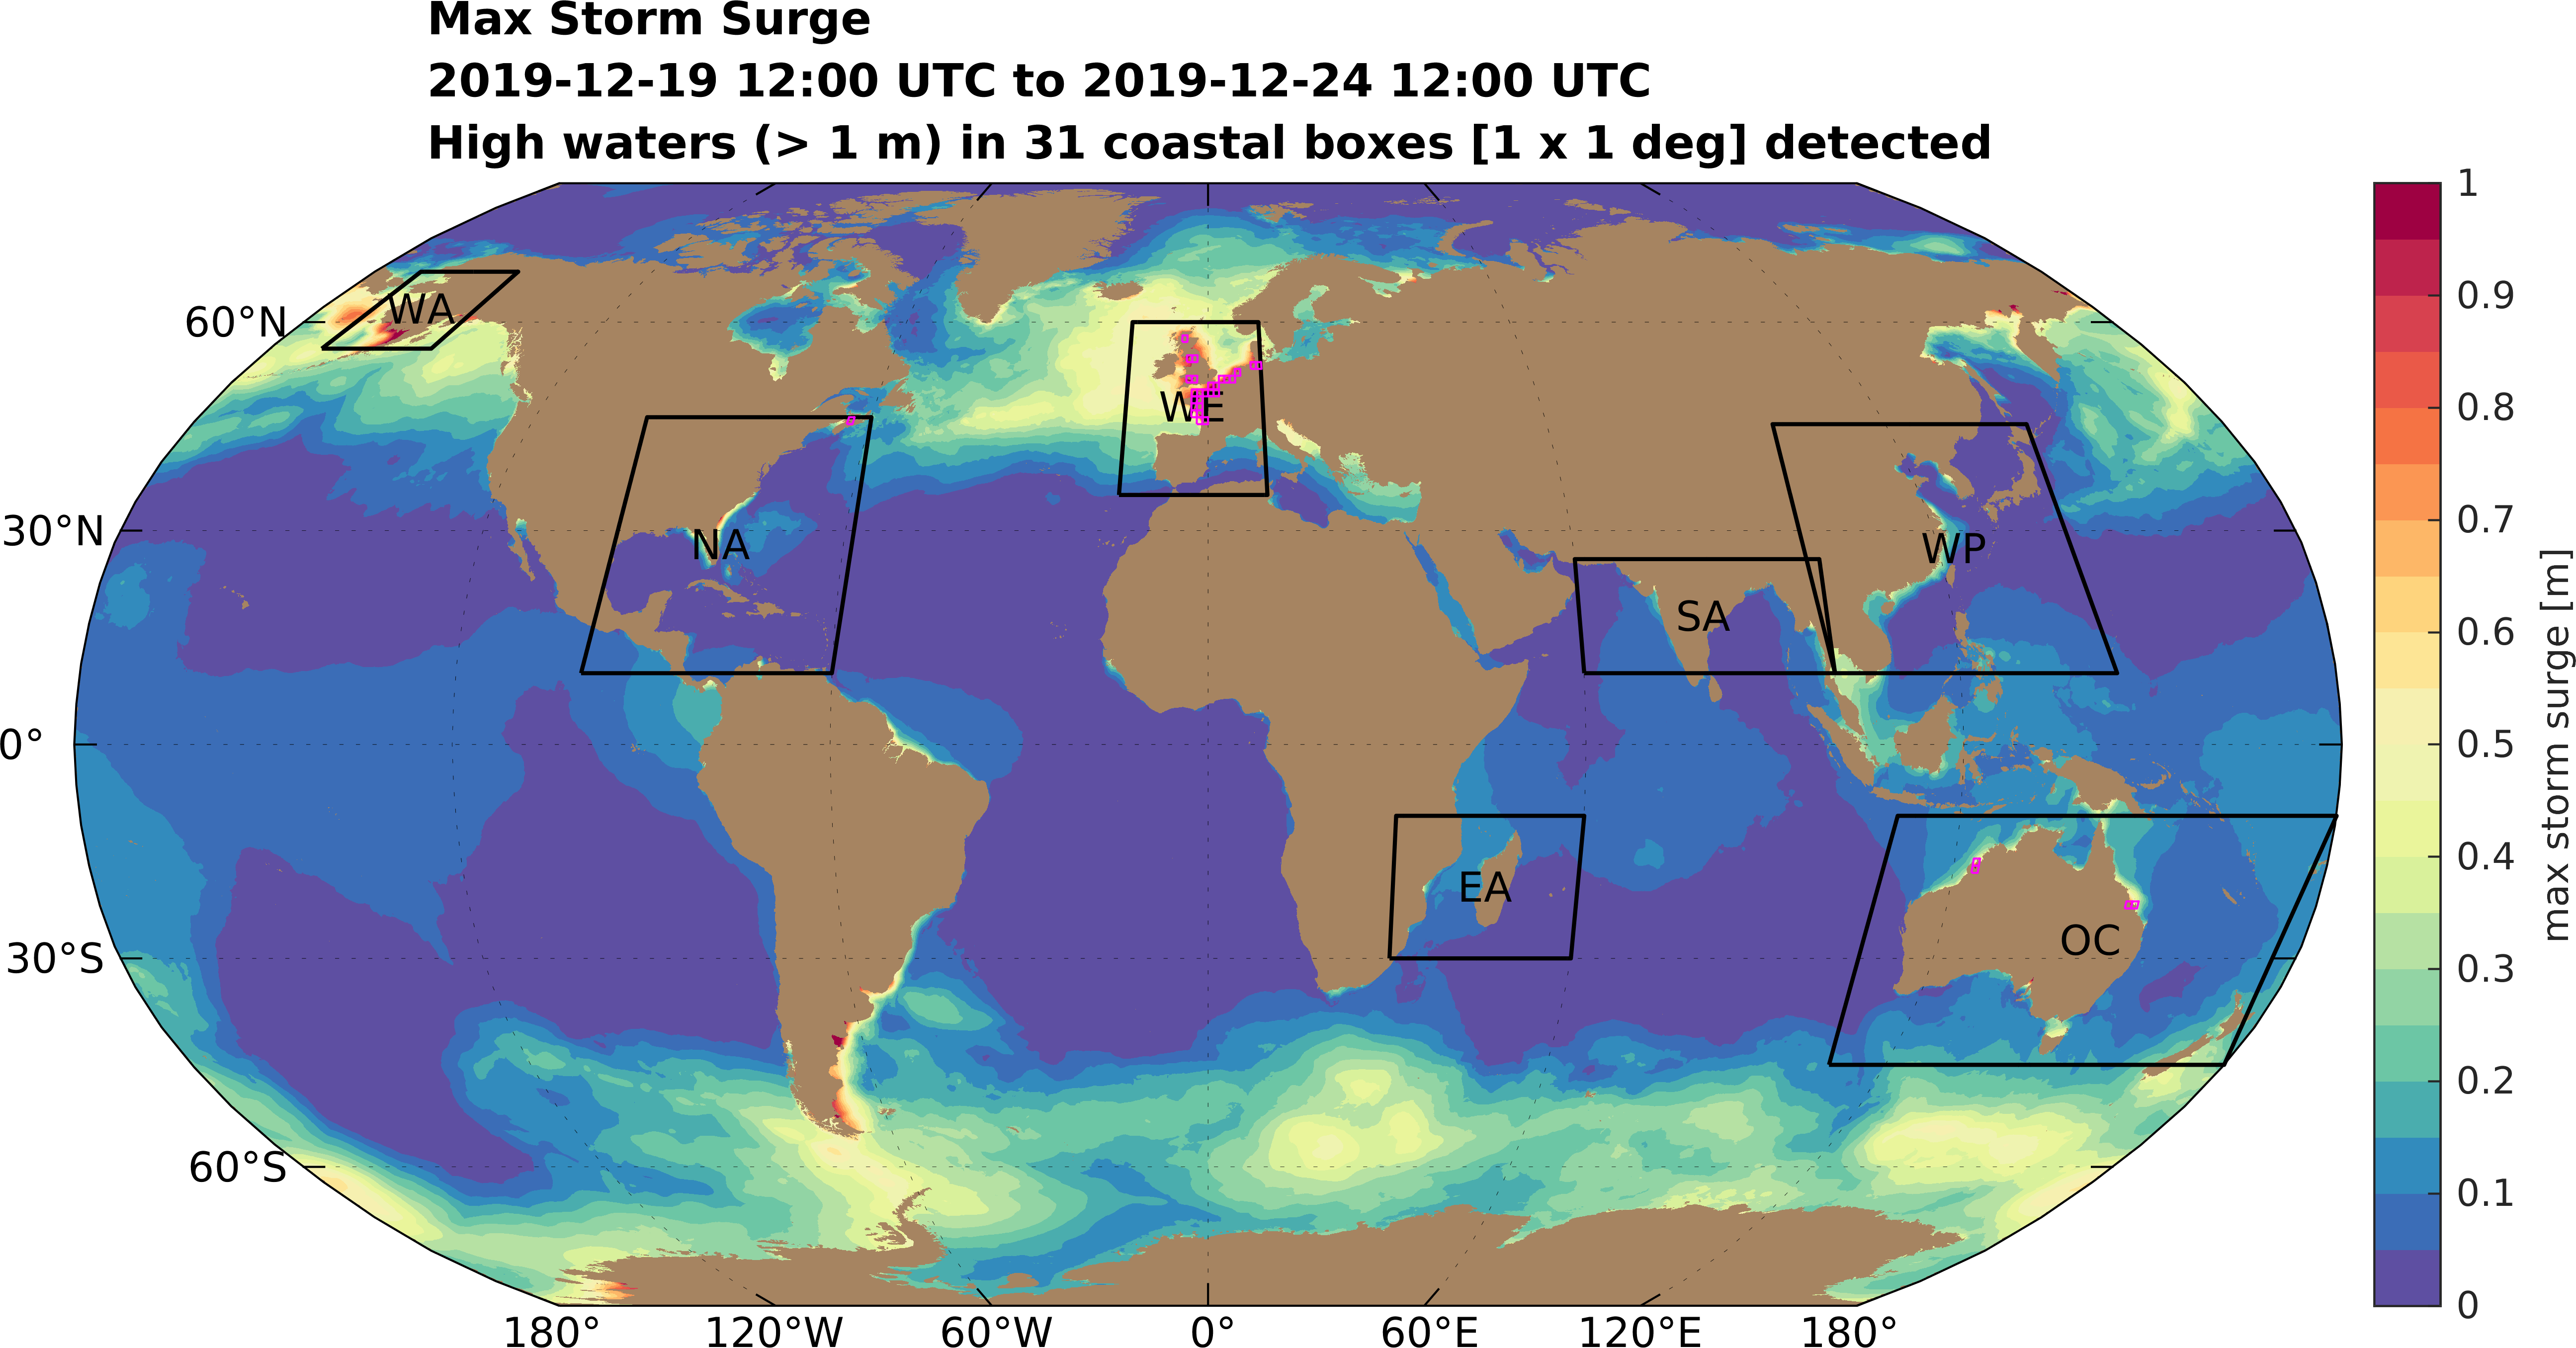 Max Storm Surge
2019-12-19 12:00 UTC to 2019-12-24 12:00 UTC
High waters (> 1 m) in 31 coastal boxes [1 x 1 deg] detected
60°N
30°N
0°
30°S
60°S
WA
NA
WE
SA
WP
EA
OC
180°
120°W
60°W
0°
60°E
120°E
180°
1
0.9
0.8
0.7
0.6
0.5
0.4
0.3
0.2
0.1
0
max storm surge [m]